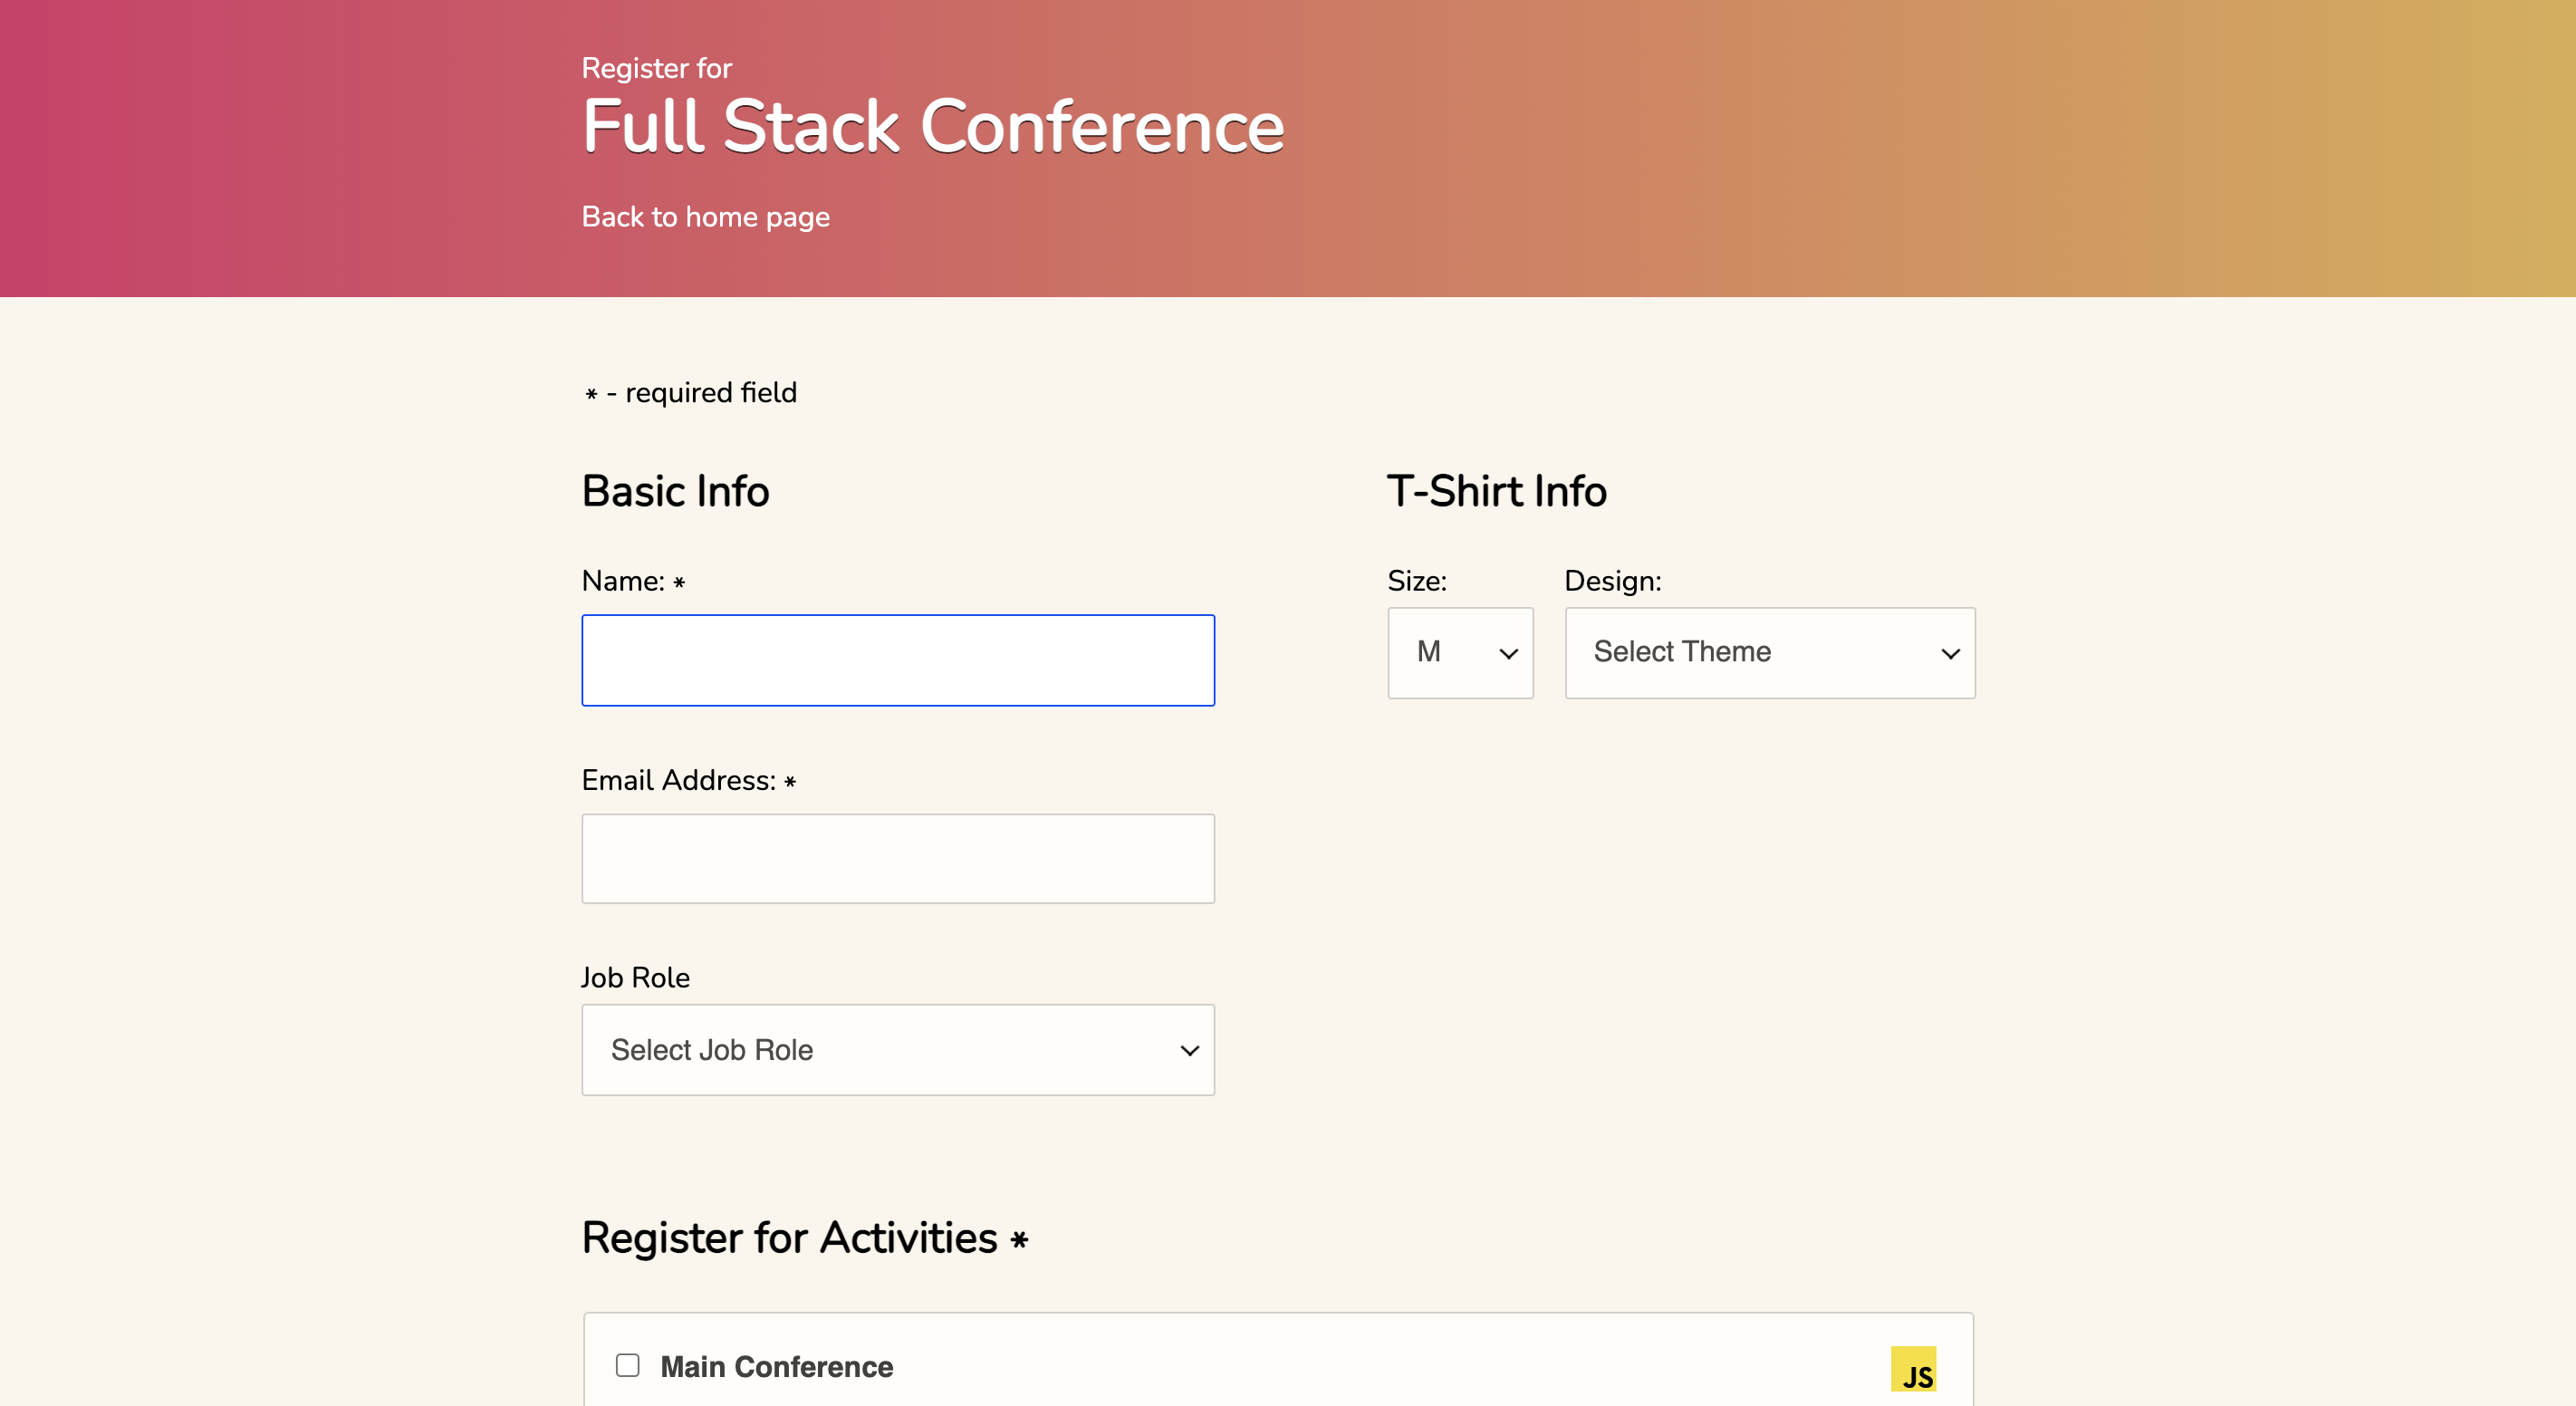 Register for
Full Stack Conference
Back to home page
* - required field
Basic Info
Name: *
Email Address: *
Job Role
Select Job Role
T-Shirt Info
Size:
Design:
M
Select Theme
Register for Activities *
Main Conference
JS